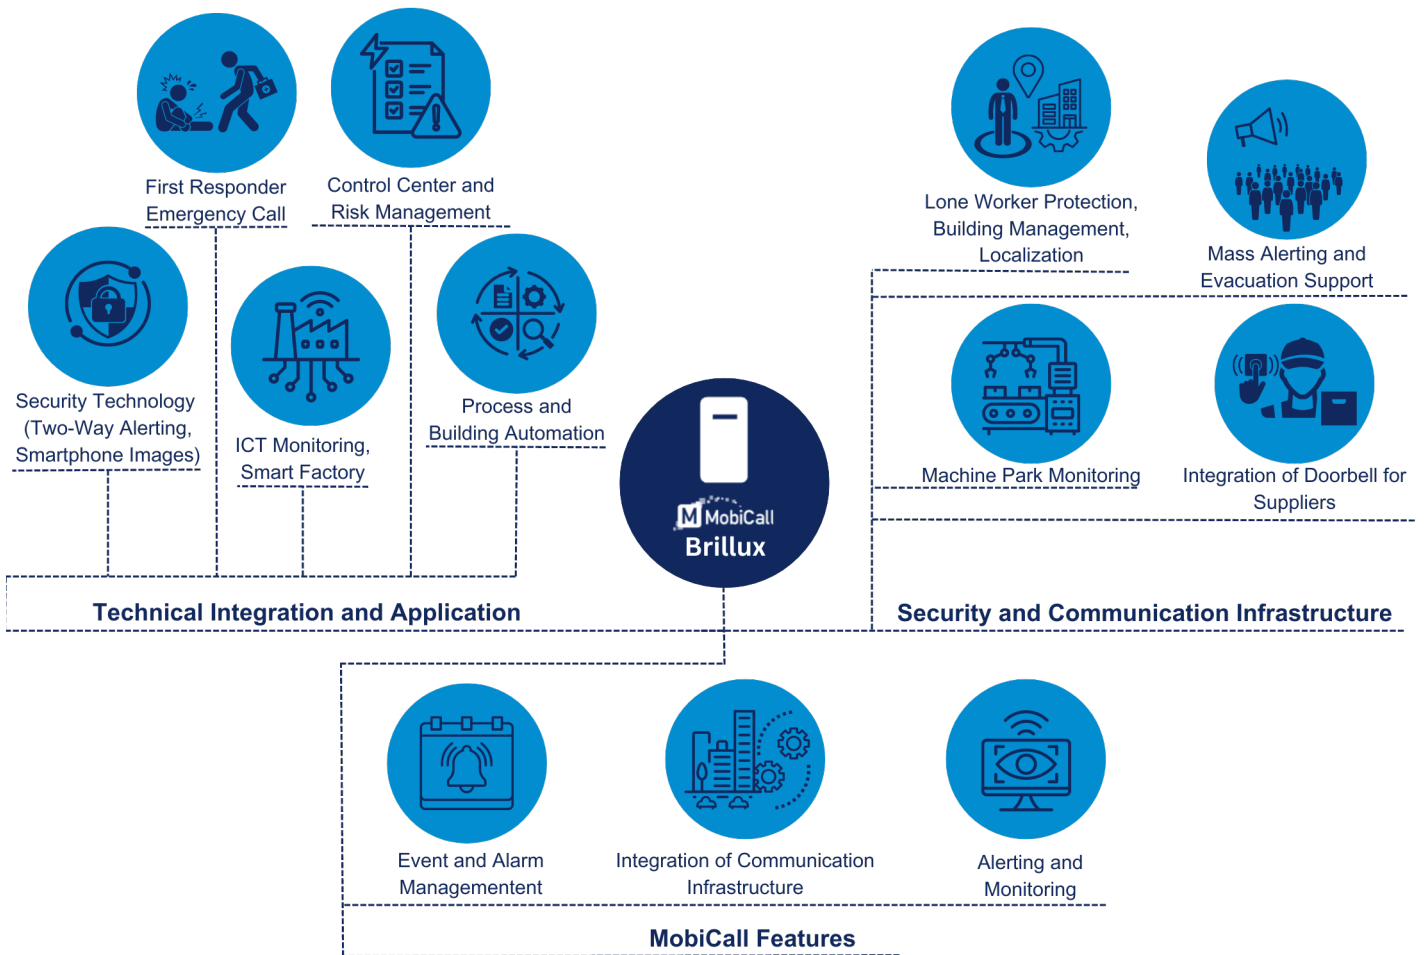 First Responder
Emergency Call
Control Center and
Risk Management
Security Technology
(Two-Way Alerting,
Smartphone Images)
ICT Monitoring,
Smart Factory
Process and
Building Automation
Technical Integration and Application
M MobiCall
Brillux
Lone Worker Protection,
Building Management,
Localization
Mass Alerting and
Evacuation Support
Machine Park Monitoring
Integration of Doorbell for
Suppliers
Security and Communication Infrastructure
Event and Alarm
Managementent
Integration of Communication
Infrastructure
Alerting and
Monitoring
MobiCall Features